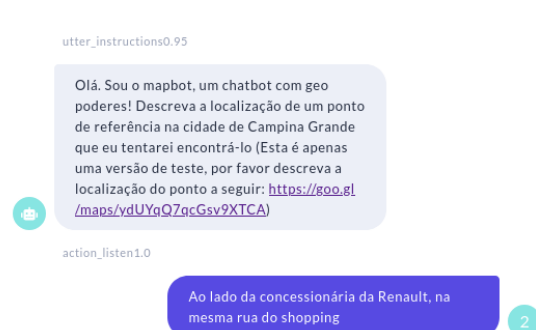 utter_instructions0.95
Olá. Sou o mapbot, um chatbot com geo
poderes! Descreva a localização de um ponto
de referência na cidade de Campina Grande
que eu tentarei encontrá-lo (Esta é apenas
uma versão de teste, por favor descreva a
localização do ponto a seguir: https://goo.gl
/maps/ydUYqQ7qcGsv9XTCA)
action_listen1.0
Ao lado da concessionária da Renault, na
mesma rua do shopping
2